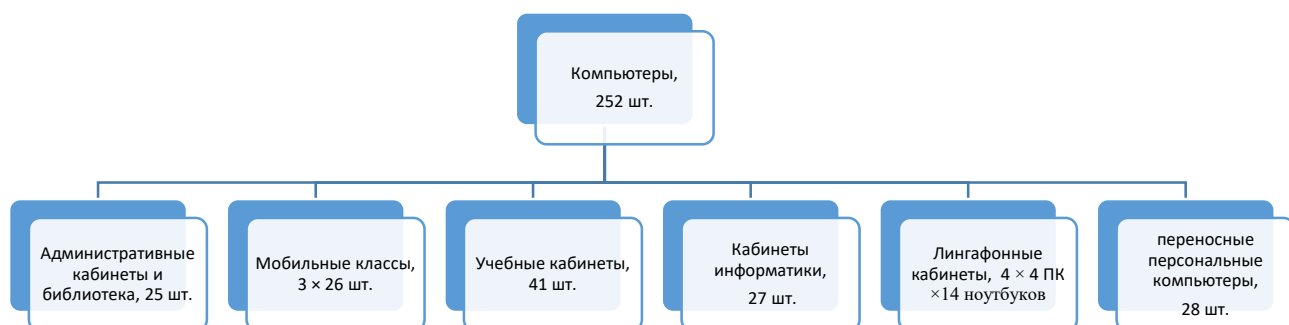 Компьютеры,
252 шт.
Административные
кабинеты и
библиотека, 25 шт.
Мобильные классы,
3 × 26 шт.
Учебные кабинеты,
41 шт.
Кабинеты
информатики,
27 шт.
Лингафонные
кабинеты, 4 × 4 ПК
×14 ноутбуков
переносные
персональные
компьютеры,
28 шт.